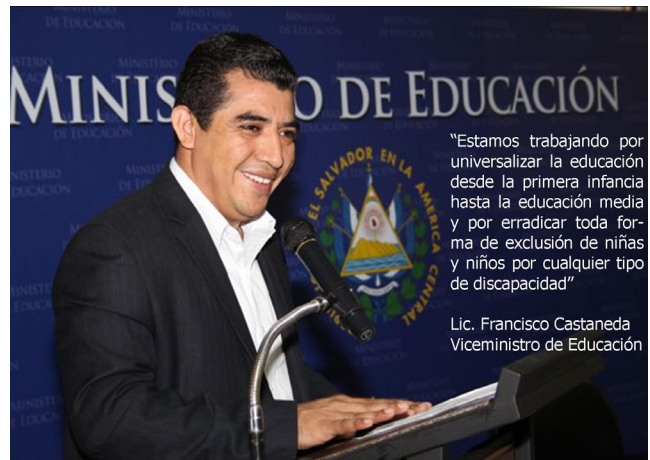 MINISTERIO DE EDUCACIÓN
"Estamos trabajando por
universalizar la educación
desde la primera infancia
hasta la educación media
y por erradicar toda for-
ma de exclusión de niñas
y niños por cualquier tipo
de discapacidad"
Lic. Francisco Castaneda
Viceministro de Educación
EL SALVADOR EN LA AMERICA CENTRAL